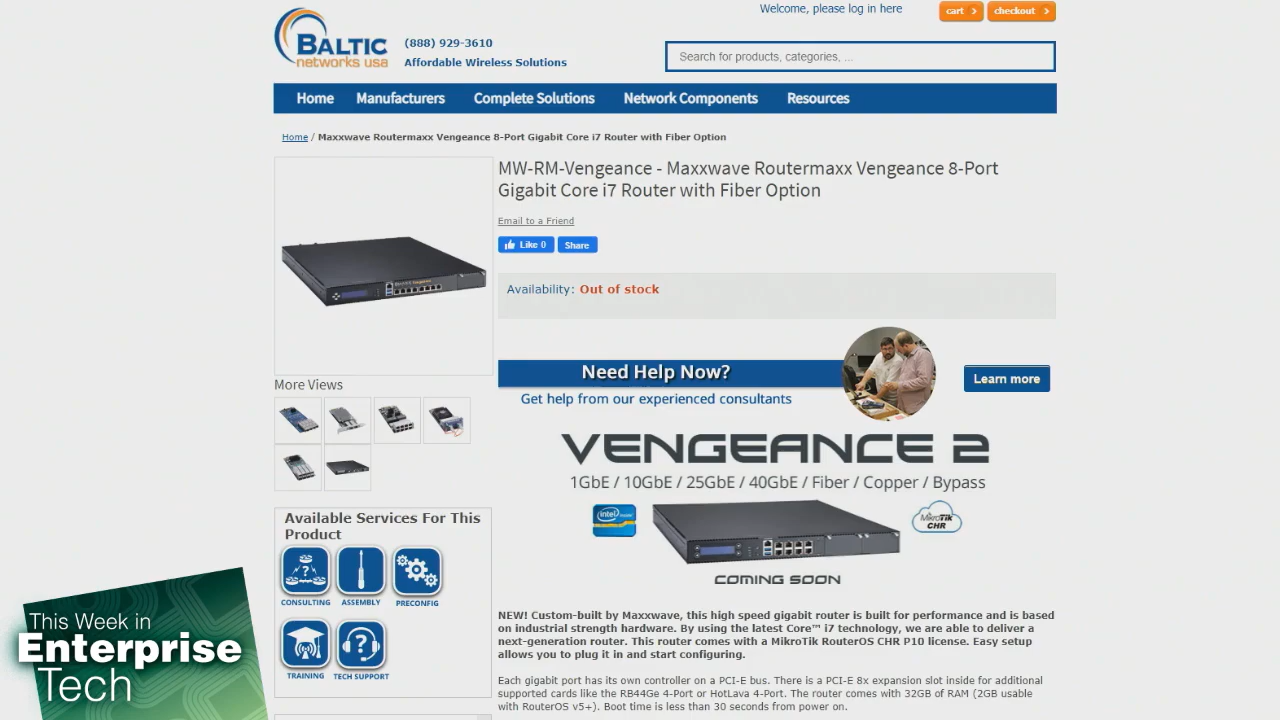 BALTIC
networks usa
(888) 929-3610
Affordable Wireless Solutions
Welcome, please log in here
cart
checkout
Search for products, categories, ...
Home
Manufacturers
Complete Solutions
Network Components
Resources
Home / Maxxwave Routermaxx Vengeance 8-Port Gigabit Core i7 Router with Fiber Option
MW-RM-Vengeance - Maxxwave Routermaxx Vengeance 8-Port
Gigabit Core i7 Router with Fiber Option
Email to a Friend
Like 0
Share
Availability: Out of stock
More Views
Need Help Now?
Get help from our experienced consultants
Learn more
VENGEANCE 2
1GbE / 10GbE / 25GbE / 40GbE / Fiber / Copper / Bypass
intel
MikroTik
CHR
COMING SOON
Available Services For This
Product
CONSULTING
ASSEMBLY
PRECONFIG
TRAINING
TECH SUPPORT
NEW! Custom-built by Maxxwave, this high speed gigabit router is built for performance and is based
on industrial strength hardware. By using the latest Core™ i7 technology, we are able to deliver a
next-generation router. This router comes with a MikroTik RouterOS CHR P10 license. Easy setup
allows you to plug it in and start configuring.
Each gigabit port has its own controller on a PCI-E bus. There is a PCI-E 8x expansion slot inside for additional
supported cards like the RB44Ge 4-Port or HotLava 4-Port. The router comes with 32GB of RAM (2GB usable
with RouterOS v5+). Boot time is less than 30 seconds from power on.
This Week in
Enterprise
Tech